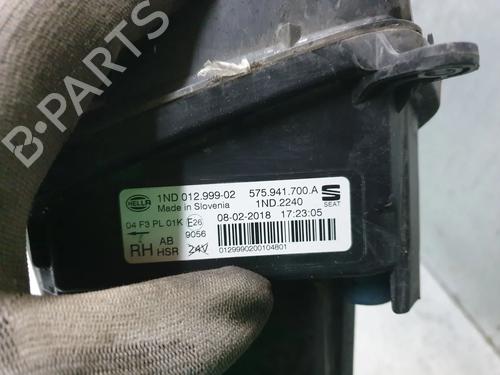 B-PARTS
HELLA 1ND 012.999-02 575.941.700.A
Made in Slovenia 1ND.2240 SEAT
04 F3 PL 01K E26 08-02-2018 17:23:05
9056
RH AB
HSR 24V 0129990200104801